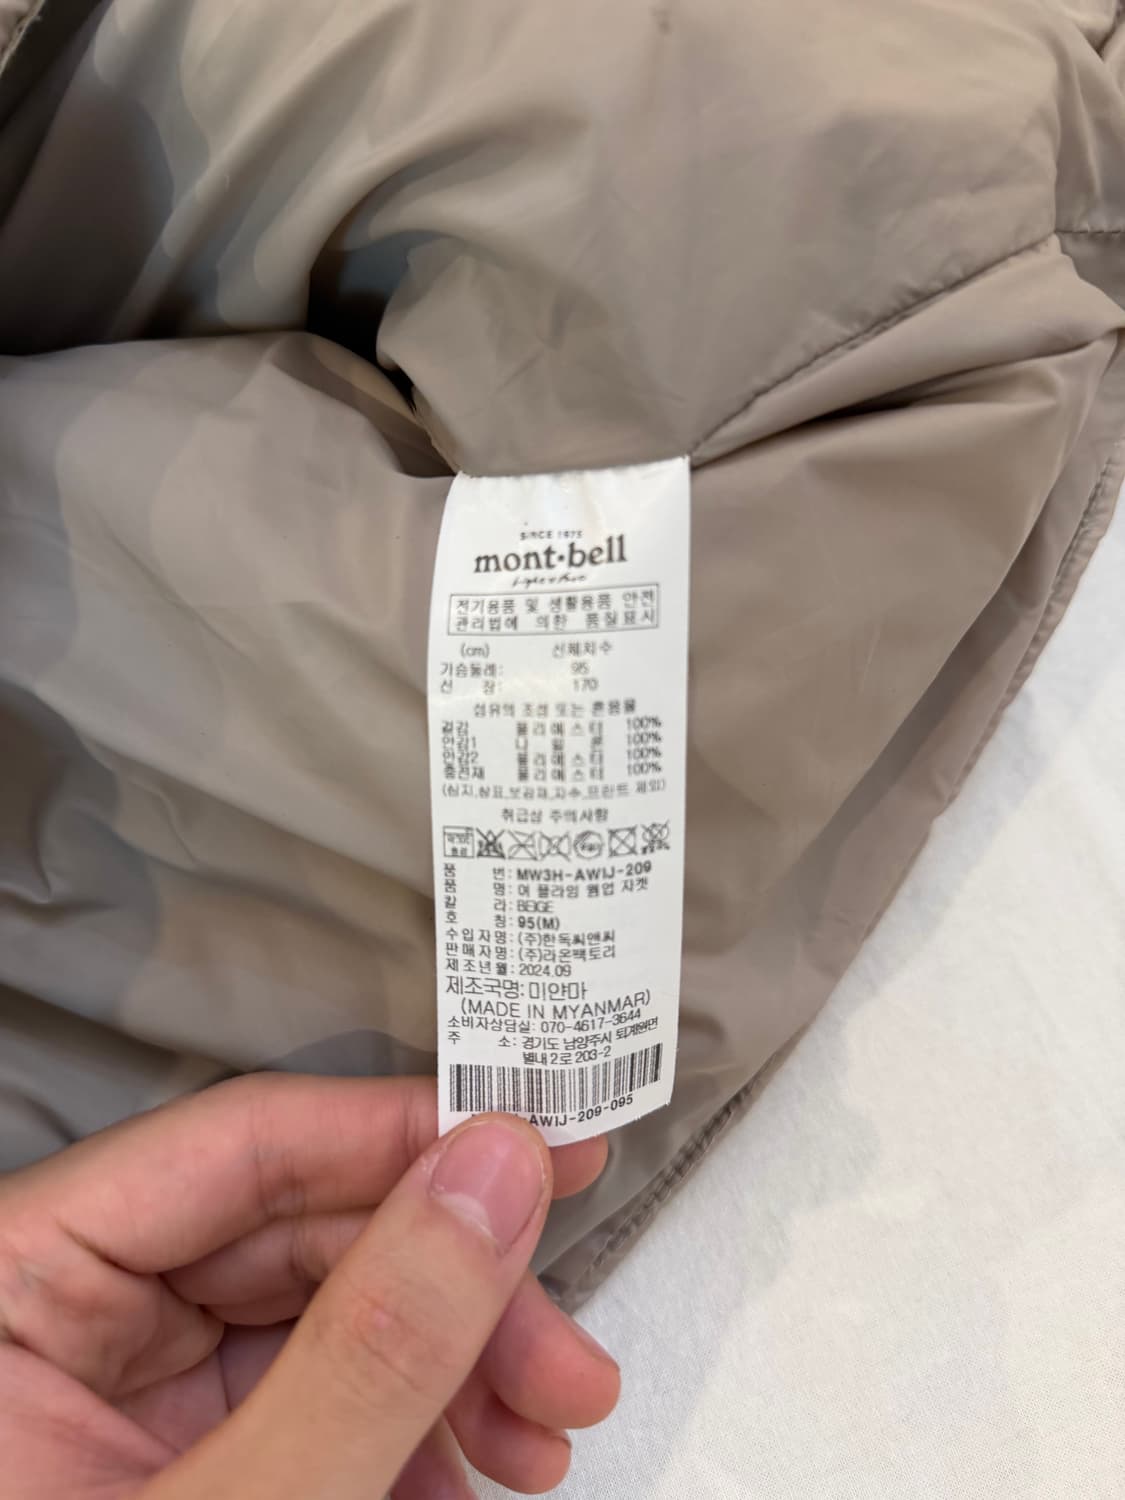 SINCE 1975
mont·bell
전기용품 및 생활용품 안전
관리법에 의한 품질표시
(cm) 신체치수
가슴둘레: 95
신 장: 170
섬유의 조성 또는 혼용율
겉감 폴리에스터 100%
안감1 나일론 100%
안감2 폴리에스터 100%
충전재 폴리에스터 100%
(심지,상표,보강재,자수,프린트 제외)
취급상 주의사항
품 번: MW3H-AWIJ-209
품 명: 여 플라임 웜업 자켓
칼 라: BEIGE
호 칭: 95(M)
수입자명: (주)한독씨앤씨
판매자명: (주)라온팩토리
제조년월: 2024.09
제조국명: 미얀마
(MADE IN MYANMAR)
소비자상담실: 070-4617-3644
주 소: 경기도 남양주시 퇴계원면
별내2로 203-2
-AWIJ-209-095